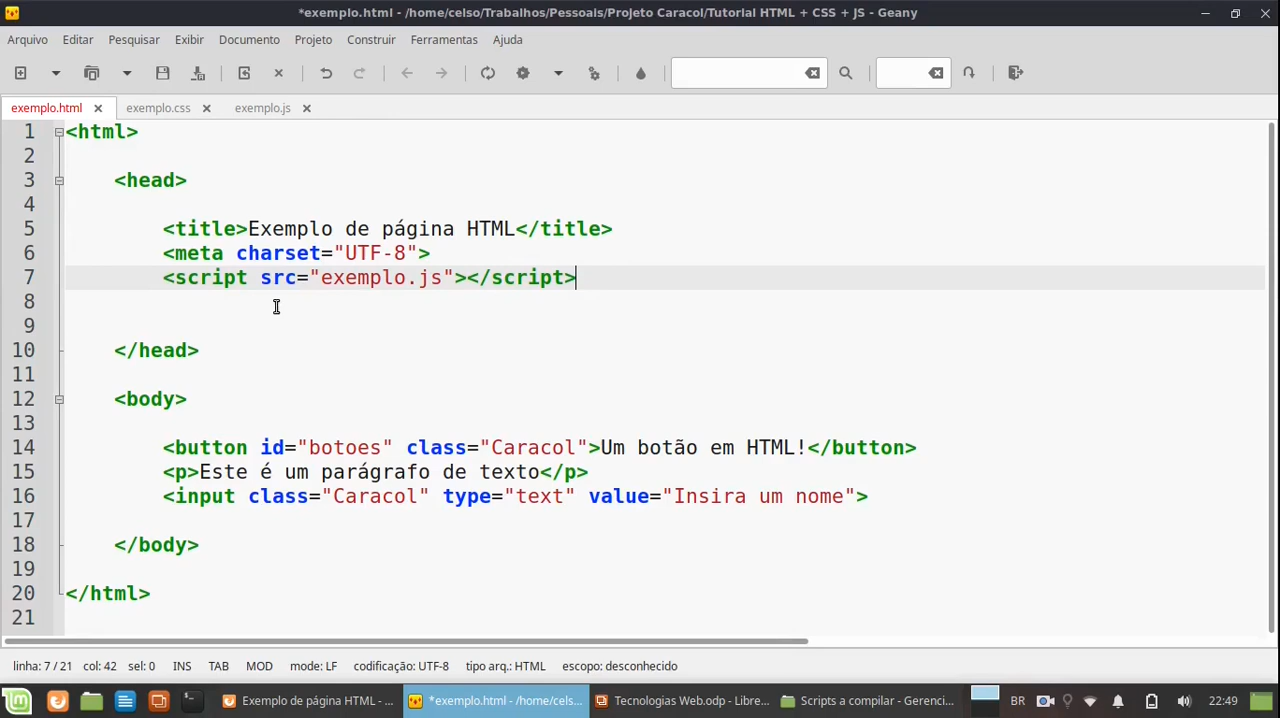 *exemplo.html - /home/celso/Trabalhos/Pessoais/Projeto Caracol/Tutorial HTML + CSS + JS - Geany
Arquivo Editar Pesquisar Exibir Documento Projeto Construir Ferramentas Ajuda
exemplo.html exemplo.css exemplo.js
1 <html>
2
3 <head>
4
5 <title>Exemplo de página HTML</title>
6 <meta charset="UTF-8">
7 <script src="exemplo.js"></script>
8
9
10 </head>
11
12 <body>
13
14 <button id="botoes" class="Caracol">Um botão em HTML!</button>
15 <p>Este é um parágrafo de texto</p>
16 <input class="Caracol" type="text" value="Insira um nome">
17
18 </body>
19
20 </html>
21
linha: 7 / 21 col: 42 sel: 0 INS TAB MOD mode: LF codificação: UTF-8 tipo arq.: HTML escopo: desconhecido
Exemplo de página HTML - ... *exemplo.html - /home/cels... Tecnologias Web.odp - Libre... Scripts a compilar - Gerenci... BR 22:49